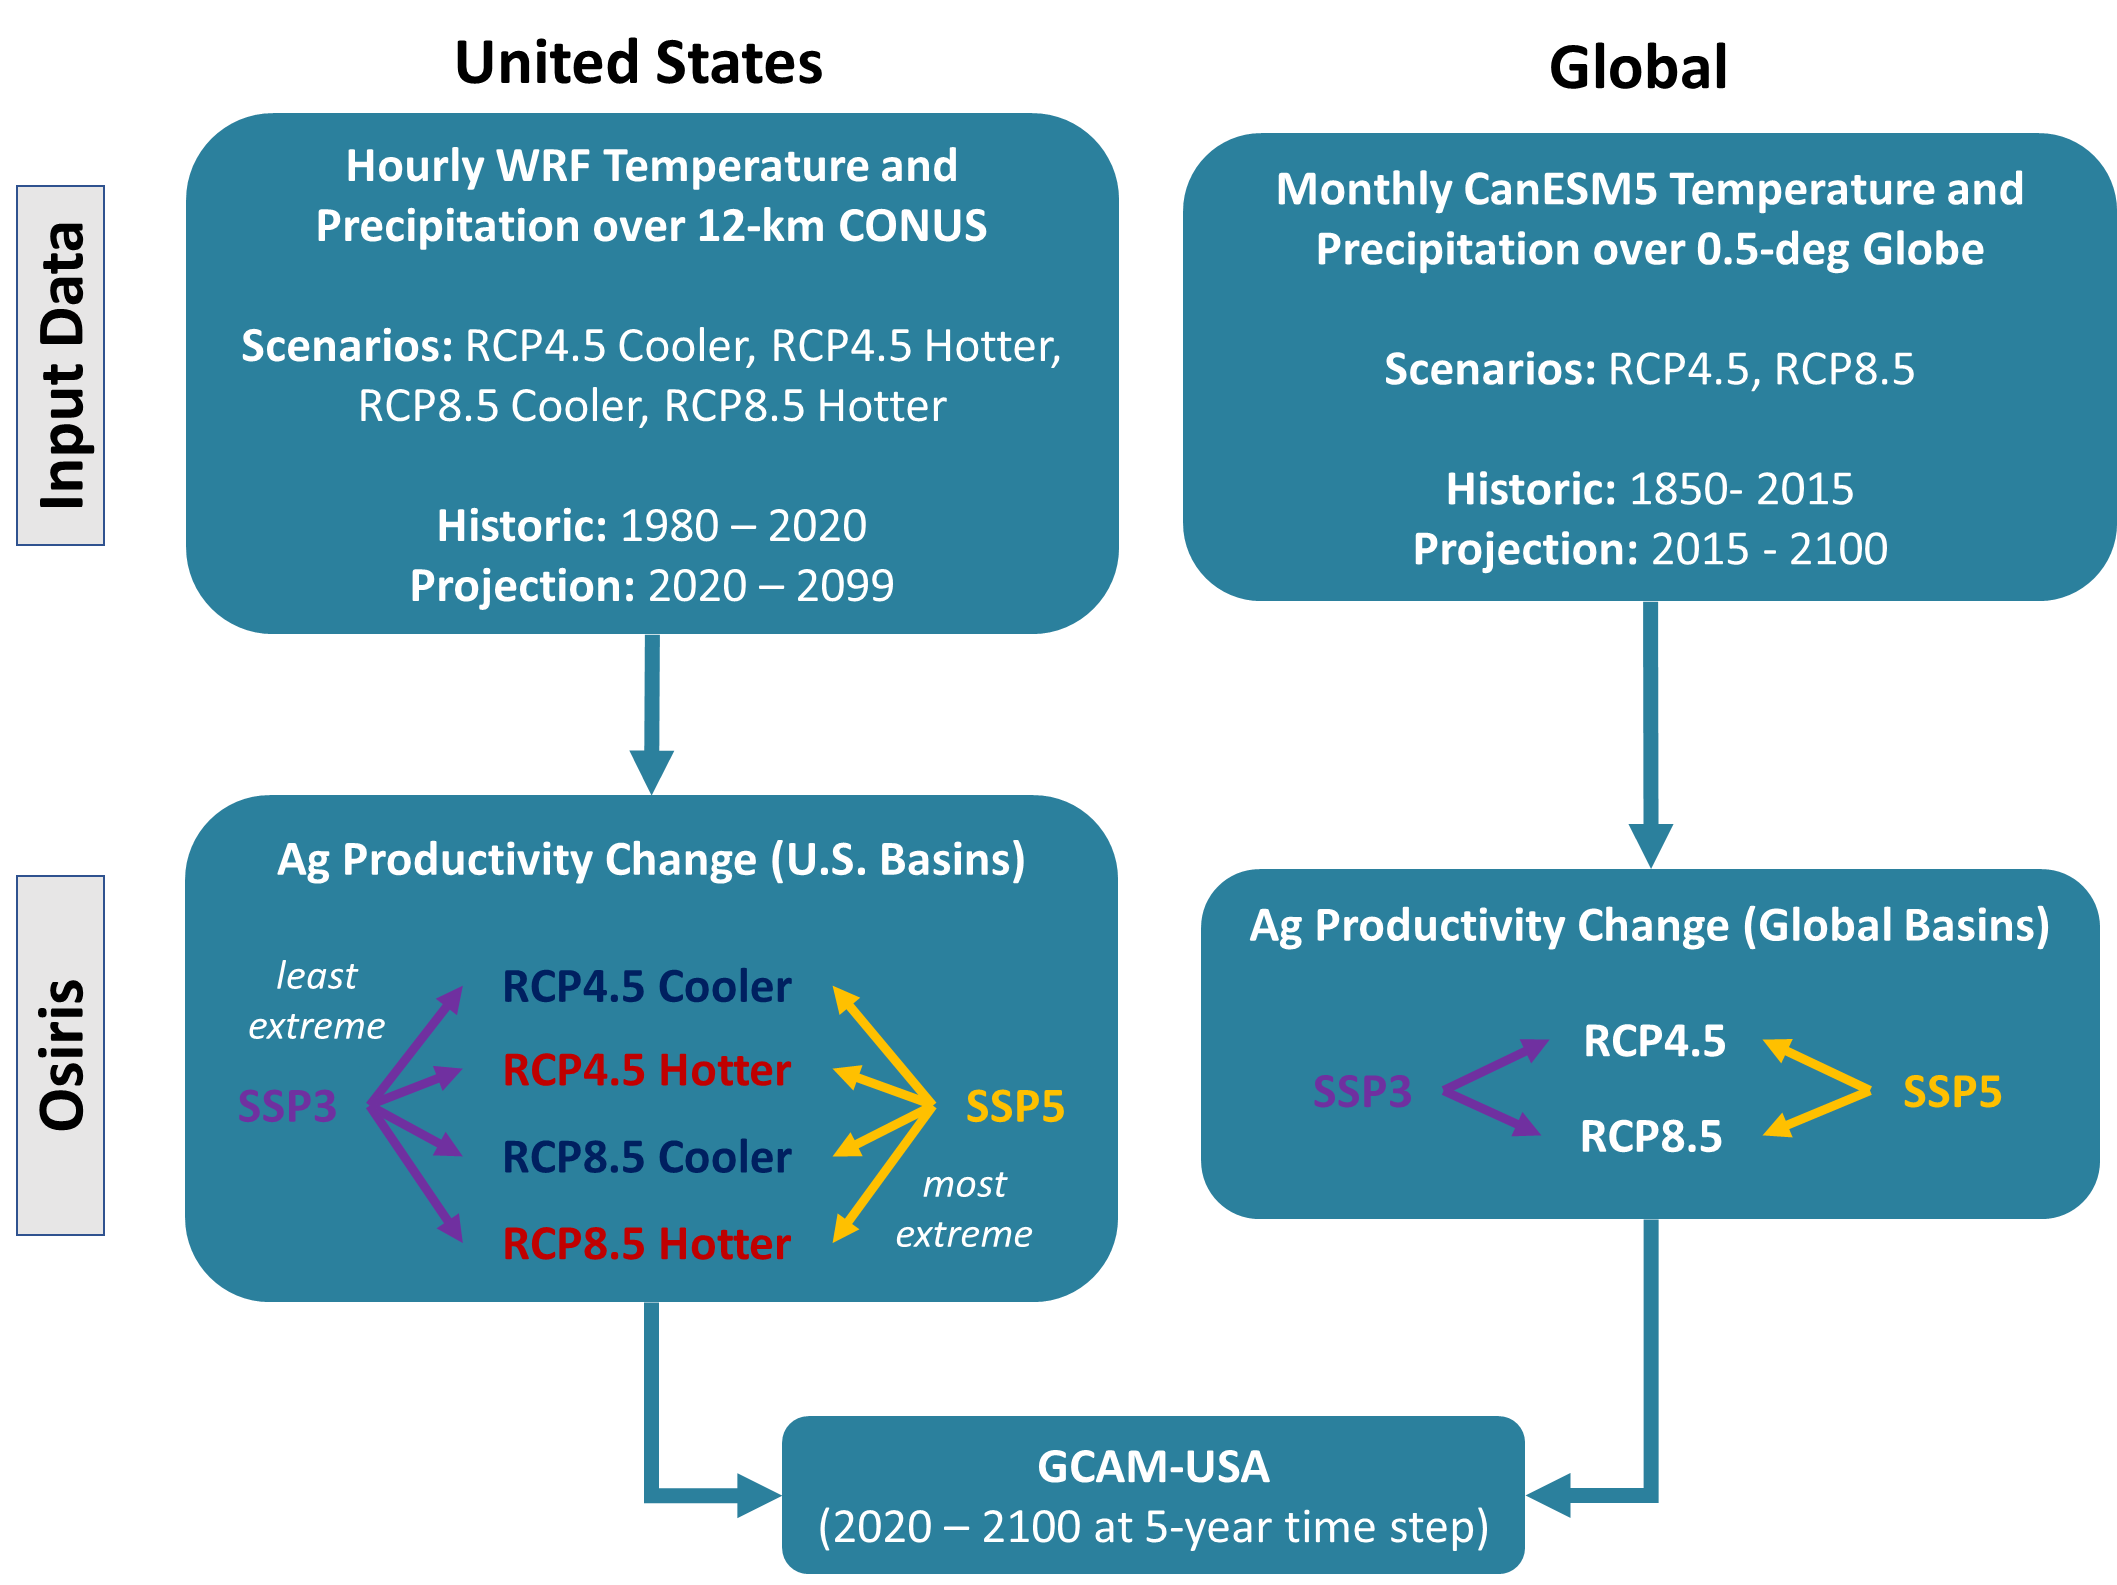 United States
Global
Input Data
Hourly WRF Temperature and
Precipitation over 12-km CONUS
Scenarios: RCP4.5 Cooler, RCP4.5 Hotter,
RCP8.5 Cooler, RCP8.5 Hotter
Historic: 1980 – 2020
Projection: 2020 – 2099
Monthly CanESM5 Temperature and
Precipitation over 0.5-deg Globe
Scenarios: RCP4.5, RCP8.5
Historic: 1850- 2015
Projection: 2015 - 2100
Osiris
Ag Productivity Change (U.S. Basins)
least
extreme
SSP3
RCP4.5 Cooler
RCP4.5 Hotter
RCP8.5 Cooler
RCP8.5 Hotter
SSP5
most
extreme
Ag Productivity Change (Global Basins)
SSP3
RCP4.5
RCP8.5
SSP5
GCAM-USA
(2020 – 2100 at 5-year time step)